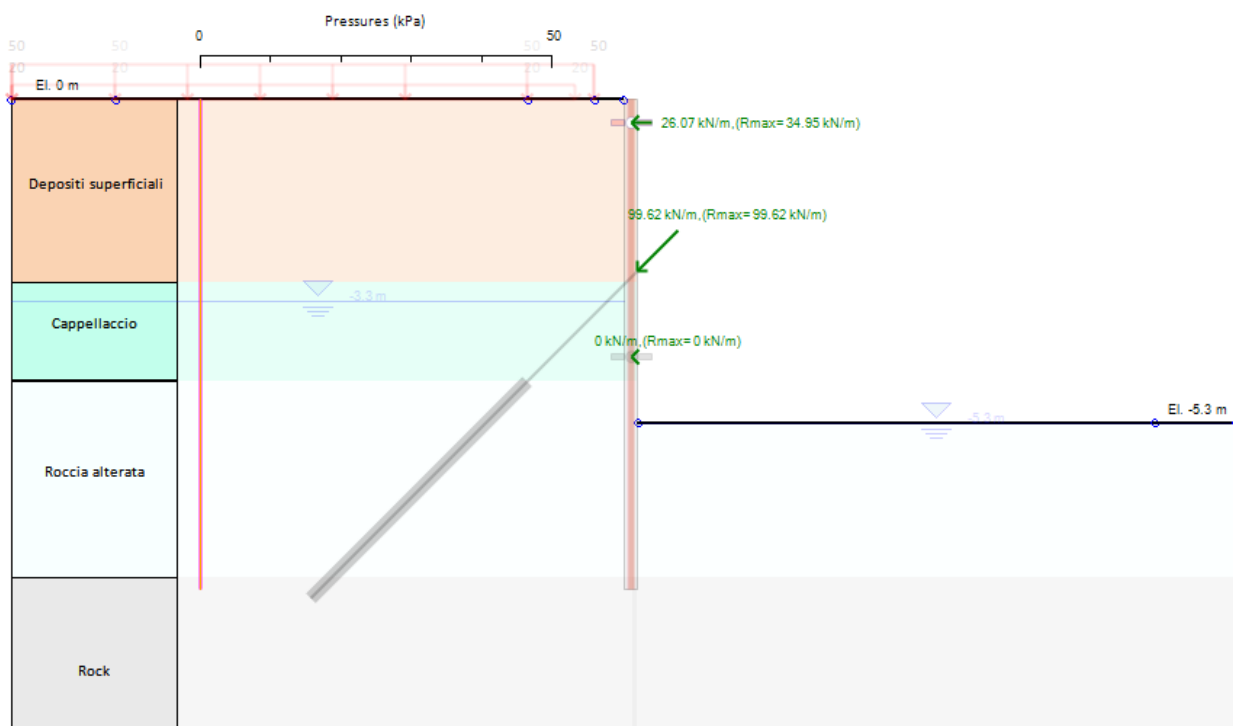 Pressures (kPa)
0
50
50
50
50
50
20
20
20
20
El. 0 m
26.07 kN/m,(Rmax= 34.95 kN/m)
Depositi superficiali
99.62 kN/m,(Rmax= 99.62 kN/m)
-3.3 m
Cappellaccio
0 kN/m,(Rmax= 0 kN/m)
El. -5.3 m
-5.3 m
Roccia alterata
Rock